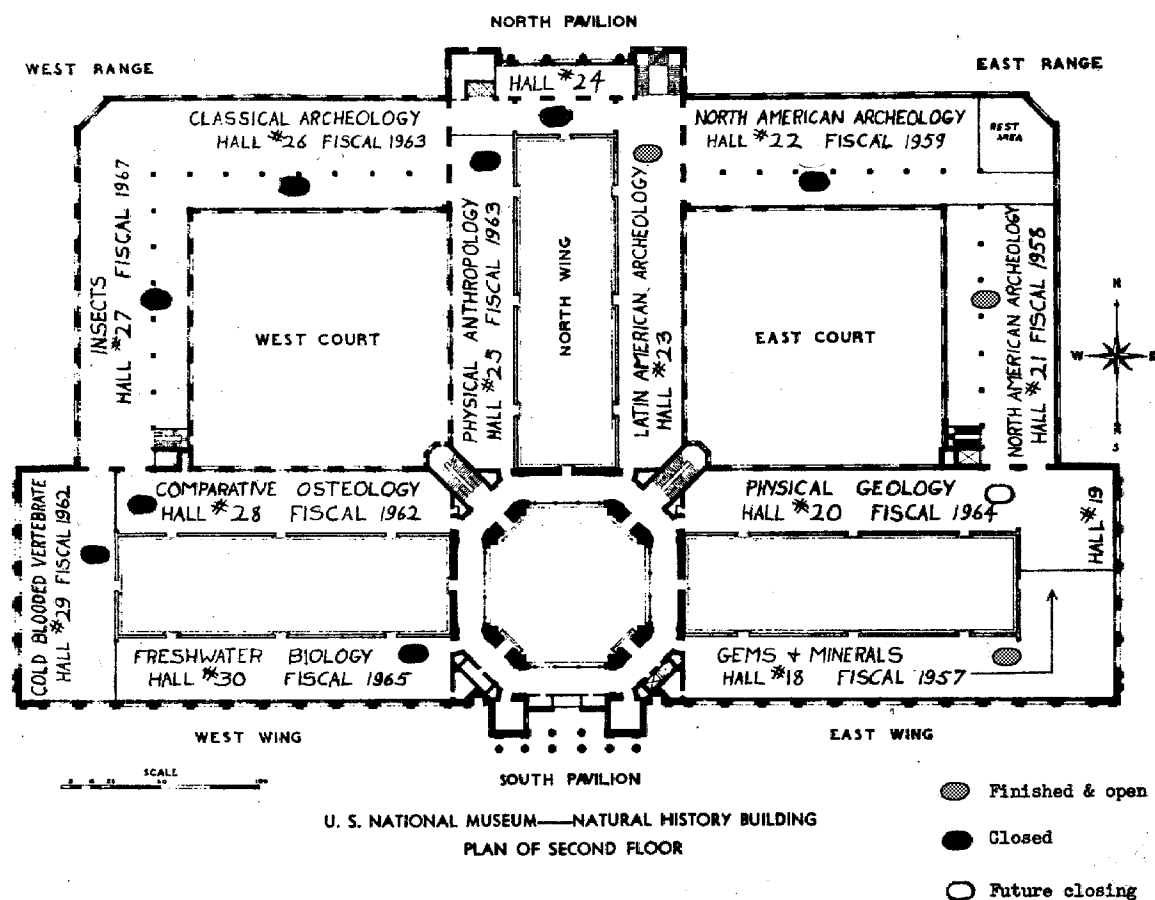 NORTH PAVILION
WEST RANGE
EAST RANGE
HALL #24
CLASSICAL ARCHEOLOGY
HALL #26 FISCAL 1963
NORTH AMERICAN ARCHEOLOGY
HALL #22 FISCAL 1959
REST
AREA
INSECTS
HALL #27 FISCAL 1967
WEST COURT
PHYSICAL ANTHROPOLOGY
HALL #25 FISCAL 1963
NORTH WING
LATIN AMERICAN ARCHEOLOGY
HALL #23
EAST COURT
NORTH AMERICAN ARCHEOLOGY
HALL #21 FISCAL 1958
N
W
E
S
COLD BLOODED VERTEBRATE
HALL #29 FISCAL 1962
COMPARATIVE OSTEOLOGY
HALL #28 FISCAL 1962
PHYSICAL GEOLOGY
HALL #20 FISCAL 1964
HALL #19
FRESHWATER BIOLOGY
HALL #30 FISCAL 1965
GEMS + MINERALS
HALL #18 FISCAL 1957
WEST WING
EAST WING
SOUTH PAVILION
SCALE
50 100
U. S. NATIONAL MUSEUM——NATURAL HISTORY BUILDING
PLAN OF SECOND FLOOR
Finished & open
Closed
Future closing